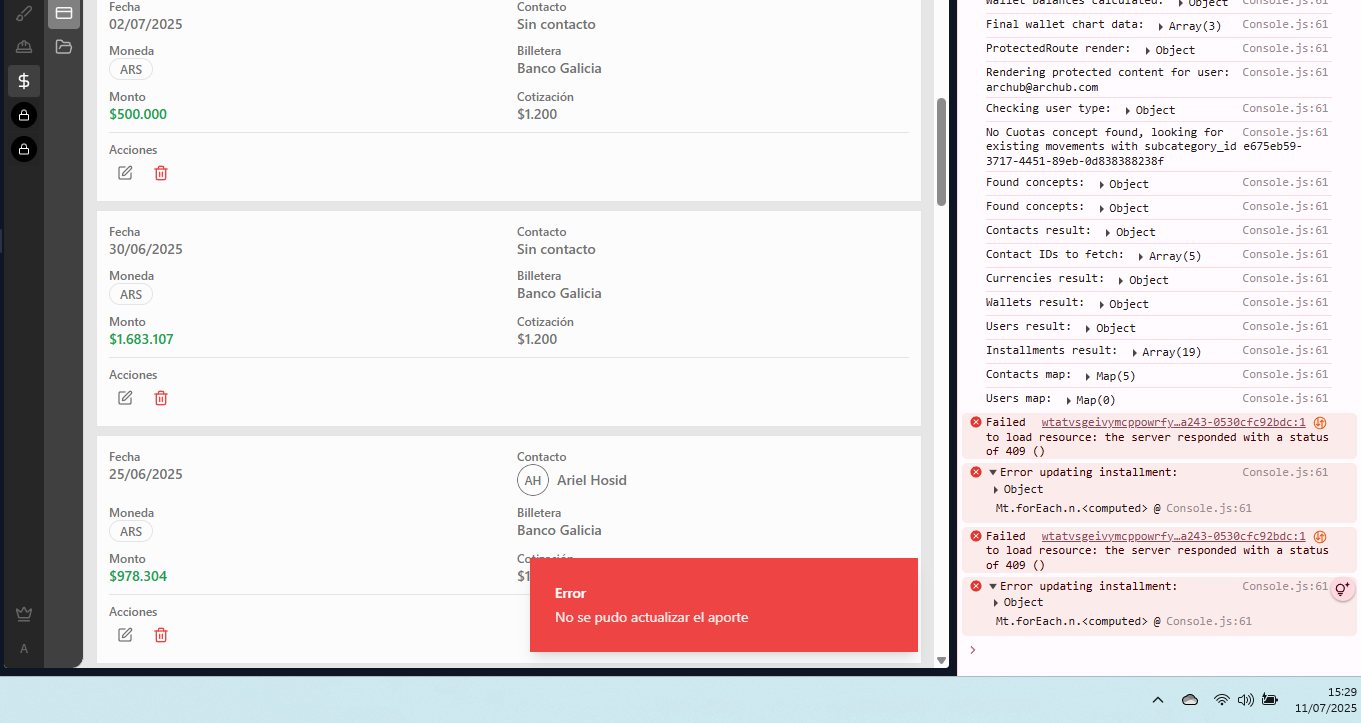 Fecha
02/07/2025
Contacto
Sin contacto
Moneda
ARS
Billetera
Banco Galicia
Monto
$500.000
Cotización
$1.200
Acciones
Fecha
30/06/2025
Contacto
Sin contacto
Moneda
ARS
Billetera
Banco Galicia
Monto
$1.683.107
Cotización
$1.200
Acciones
Fecha
25/06/2025
Contacto
AH Ariel Hosid
Moneda
ARS
Billetera
Banco Galicia
Monto
$978.304
Cotización
Acciones
Error
No se pudo actualizar el aporte
A
Wallet balances calculated: Object Console.js:61
Final wallet chart data: Array(3) Console.js:61
ProtectedRoute render: Object Console.js:61
Rendering protected content for user: Console.js:61
archub@archub.com
Checking user type: Object Console.js:61
No Cuotas concept found, looking for Console.js:61
existing movements with subcategory_id e675eb59-
3717-4451-89eb-0d838388238f
Found concepts: Object Console.js:61
Found concepts: Object Console.js:61
Contacts result: Object Console.js:61
Contact IDs to fetch: Array(5) Console.js:61
Currencies result: Object Console.js:61
Wallets result: Object Console.js:61
Users result: Object Console.js:61
Installments result: Array(19) Console.js:61
Contacts map: Map(5) Console.js:61
Users map: Map(0) Console.js:61
Failed wtatvsgeivymcppowrfy…a243-0530cfc92bdc:1
to load resource: the server responded with a status
of 409 ()
Error updating installment: Console.js:61
Object
Mt.forEach.n.<computed> @ Console.js:61
Failed wtatvsgeivymcppowrfy…a243-0530cfc92bdc:1
to load resource: the server responded with a status
of 409 ()
Error updating installment: Console.js:61
Object
Mt.forEach.n.<computed> @ Console.js:61
15:29
11/07/2025